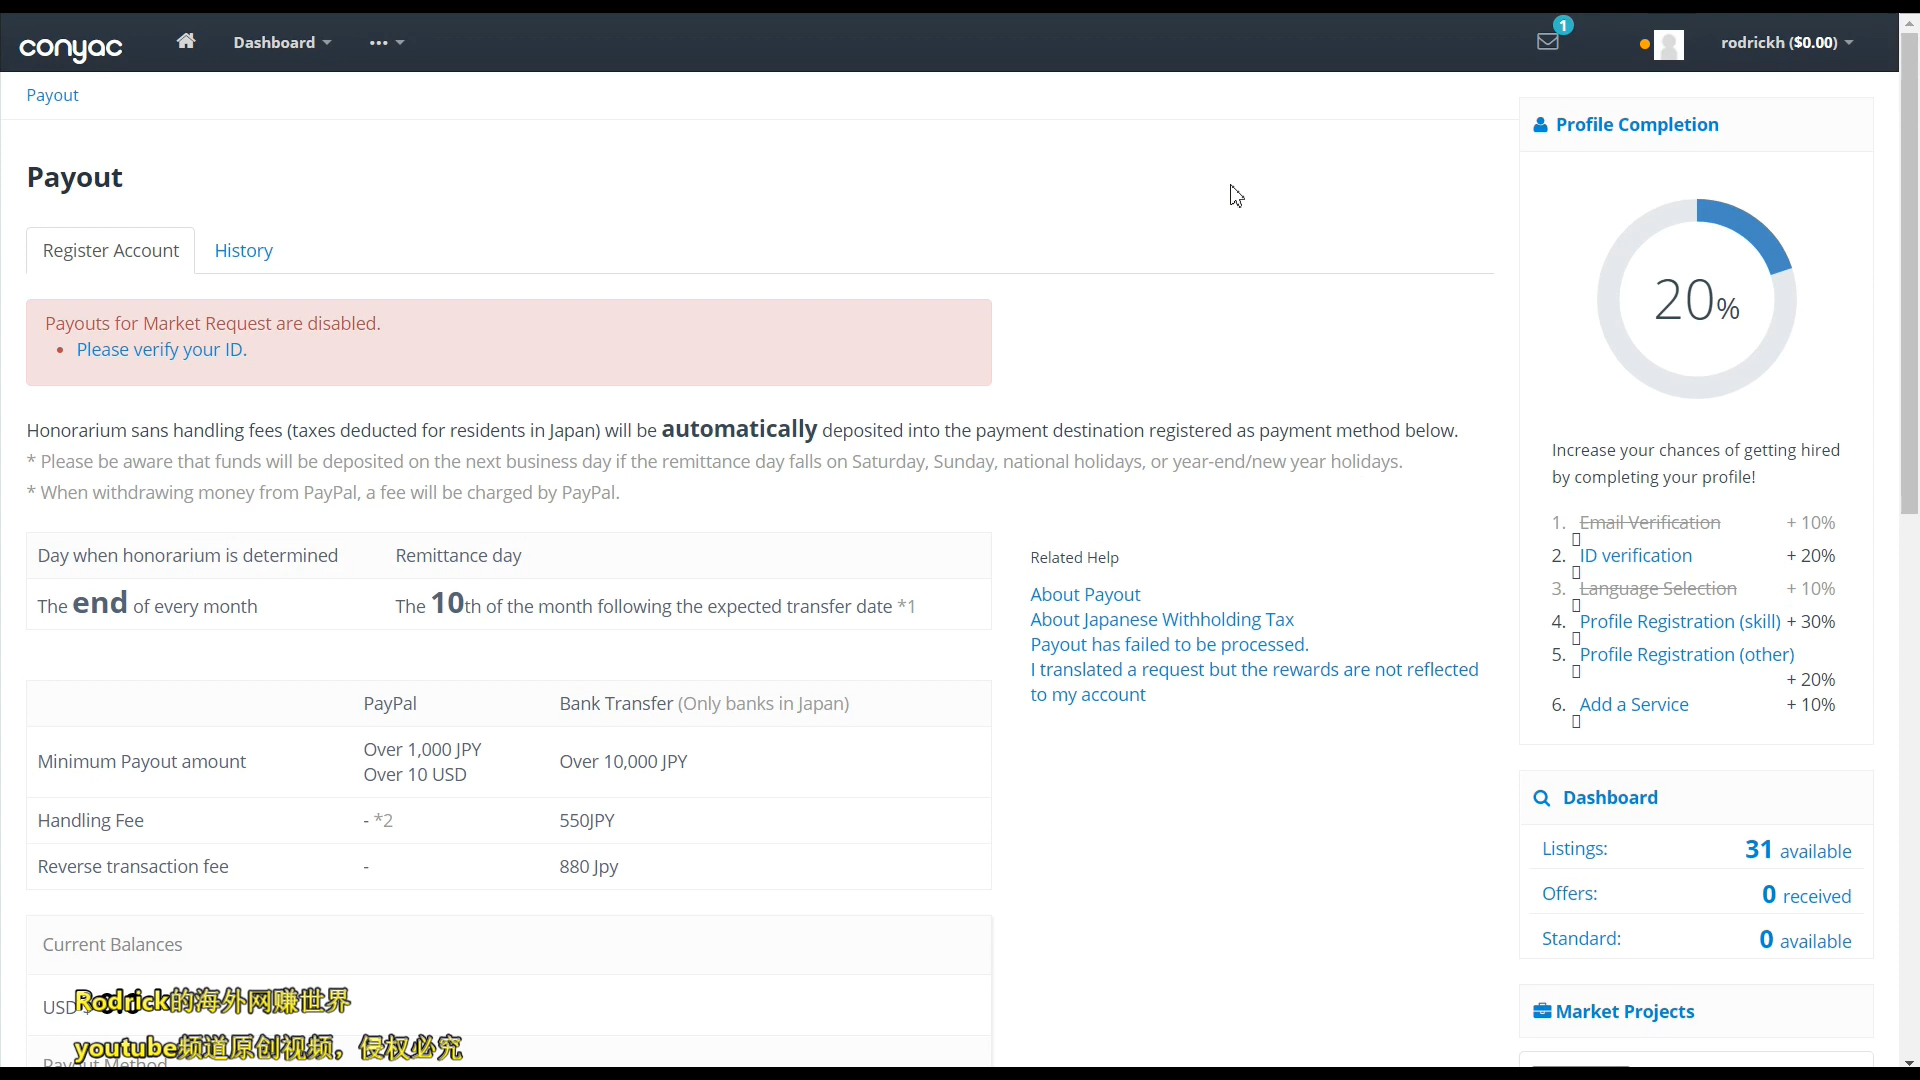 conyac
Dashboard
1
rodrickh ($0.00)
Payout
Payout
Register Account
History
Payouts for Market Request are disabled.
Please verify your ID.
Honorarium sans handling fees (taxes deducted for residents in Japan) will be automatically deposited into the payment destination registered as payment method below.
* Please be aware that funds will be deposited on the next business day if the remittance day falls on Saturday, Sunday, national holidays, or year-end/new year holidays.
* When withdrawing money from PayPal, a fee will be charged by PayPal.
Day when honorarium is determined Remittance day
The end of every month The 10th of the month following the expected transfer date *1
PayPal Bank Transfer (Only banks in Japan)
Minimum Payout amount Over 1,000 JPY Over 10,000 JPY
Over 10 USD
Handling Fee - *2 550JPY
Reverse transaction fee - 880 Jpy
Current Balances
USD
Rodrick的海外网赚世界
youtube频道原创视频，侵权必究
Payout Method
Related Help
About Payout
About Japanese Withholding Tax
Payout has failed to be processed.
I translated a request but the rewards are not reflected
to my account
Profile Completion
20%
Increase your chances of getting hired
by completing your profile!
1. Email Verification + 10%
2. ID verification + 20%
3. Language Selection + 10%
4. Profile Registration (skill) + 30%
5. Profile Registration (other)
+ 20%
6. Add a Service + 10%
Dashboard
Listings: 31 available
Offers: 0 received
Standard: 0 available
Market Projects